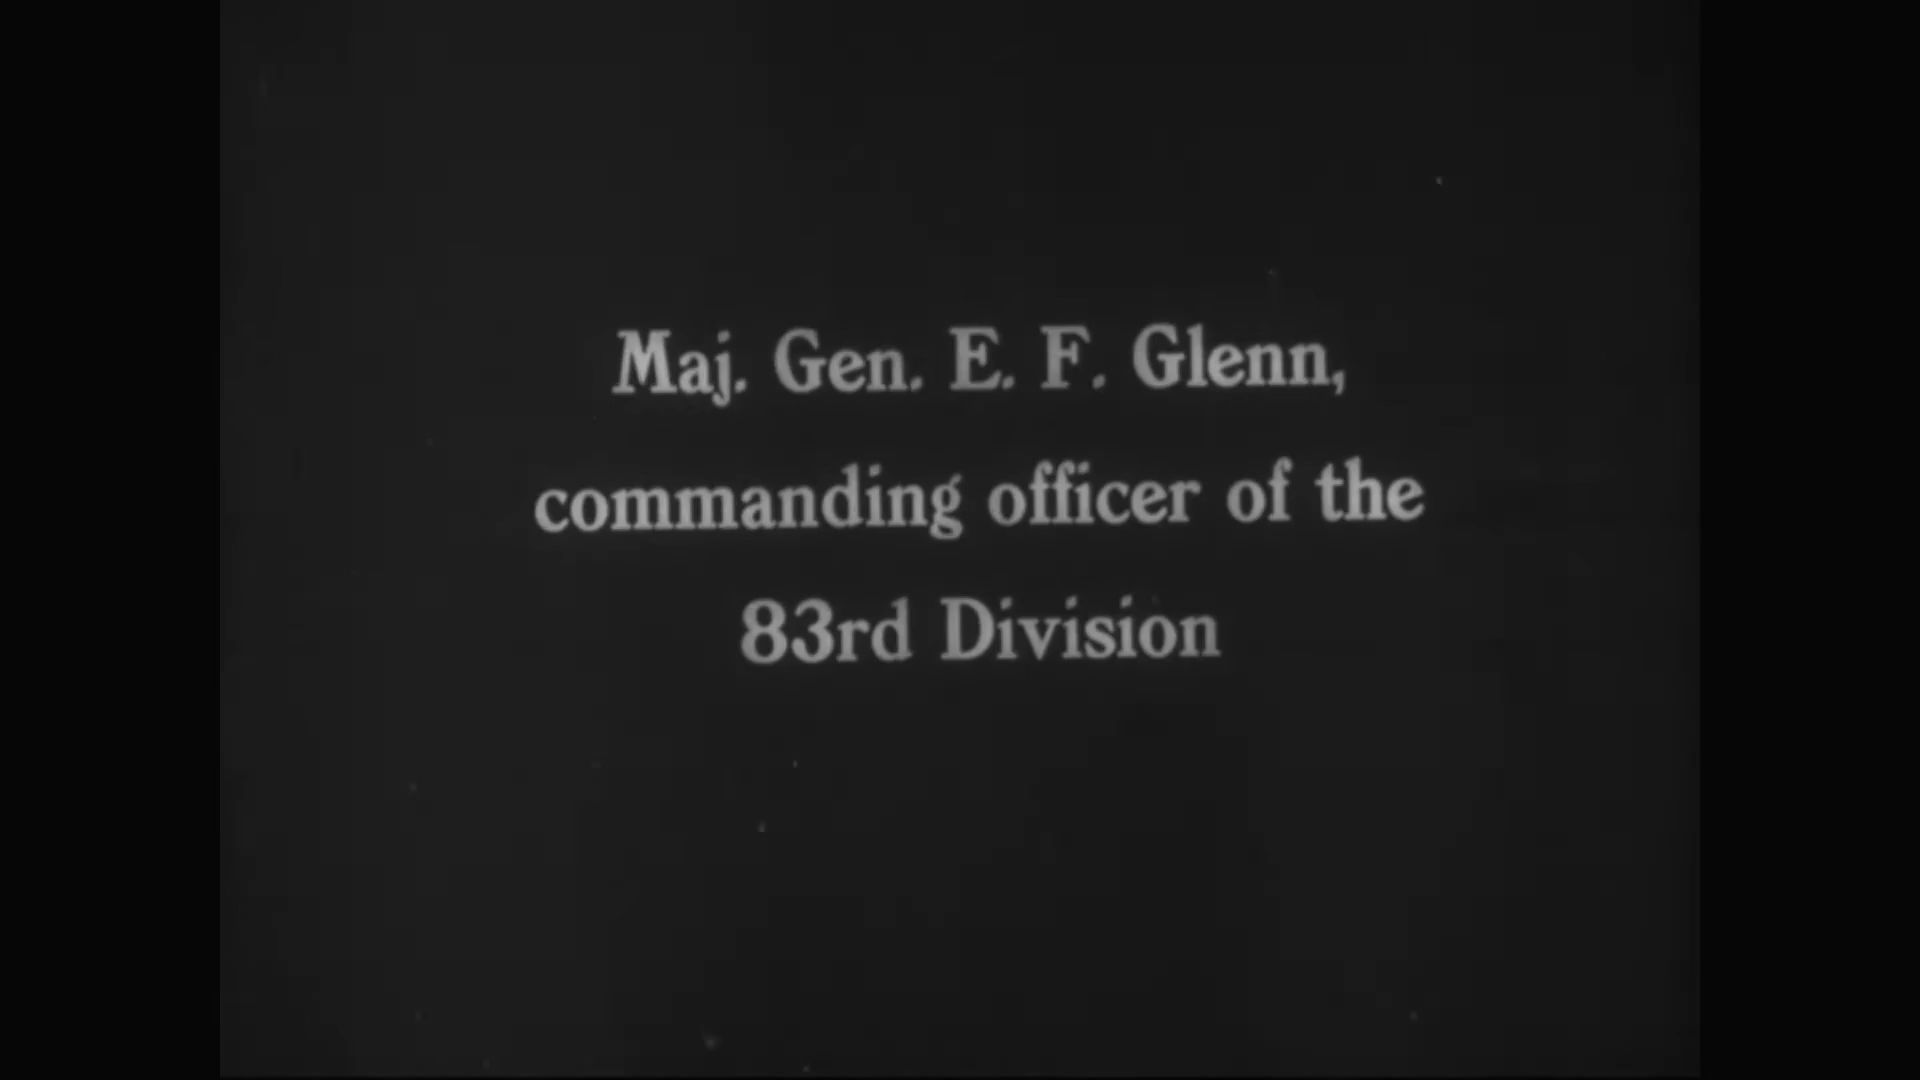 Maj. Gen. E. F. Glenn,
commanding officer of the
83rd Division